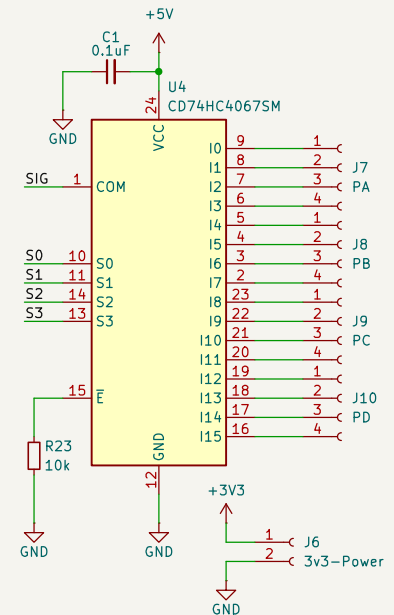 +5V
C1
0.1uF
GND
24
U4
CD74HC4067SM
VCC
SIG 1 COM
S0 10 S0
S1 11 S1
S2 14 S2
S3 13 S3
15 E̅
R23
10k
GND
GND
12
GND
I0 9 1
I1 8 2 J7
I2 7 3 PA
I3 6 4
I4 5 1
I5 4 2 J8
I6 3 3 PB
I7 2 4
I8 23 1
I9 22 2 J9
I10 21 3 PC
I11 20 4
I12 19 1
I13 18 2 J10
I14 17 3 PD
I15 16 4
+3V3
1 J6
2 3v3-Power
GND